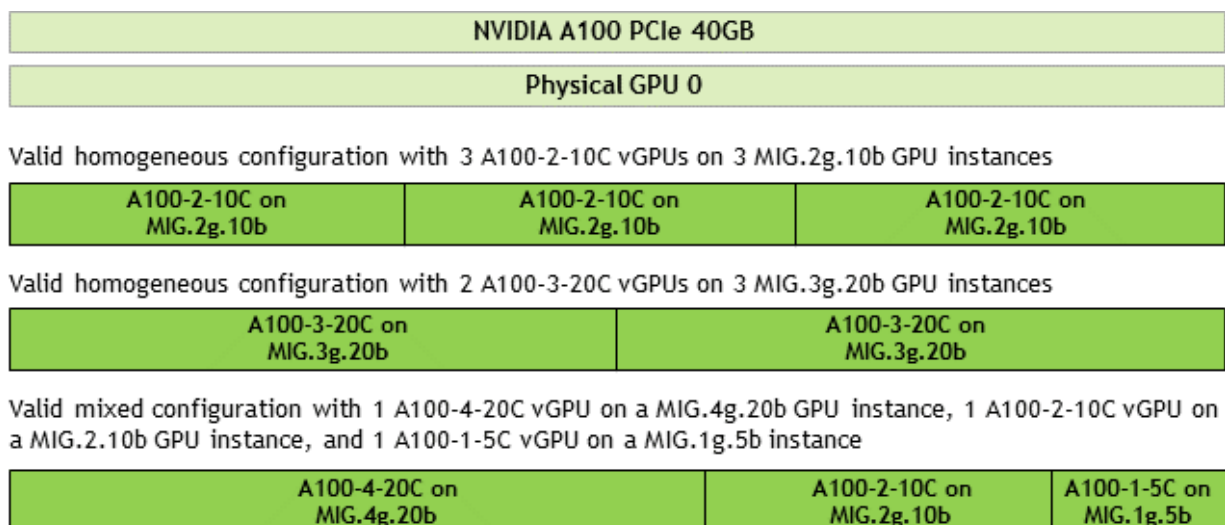 NVIDIA A100 PCIe 40GB
Physical GPU 0
Valid homogeneous configuration with 3 A100-2-10C vGPUs on 3 MIG.2g.10b GPU instances
A100-2-10C on A100-2-10C on A100-2-10C on
MIG.2g.10b MIG.2g.10b MIG.2g.10b
Valid homogeneous configuration with 2 A100-3-20C vGPUs on 3 MIG.3g.20b GPU instances
A100-3-20C on A100-3-20C on
MIG.3g.20b MIG.3g.20b
Valid mixed configuration with 1 A100-4-20C vGPU on a MIG.4g.20b GPU instance, 1 A100-2-10C vGPU on
a MIG.2.10b GPU instance, and 1 A100-1-5C vGPU on a MIG.1g.5b instance
A100-4-20C on A100-2-10C on A100-1-5C on
MIG.4g.20b MIG.2g.10b MIG.1g.5b